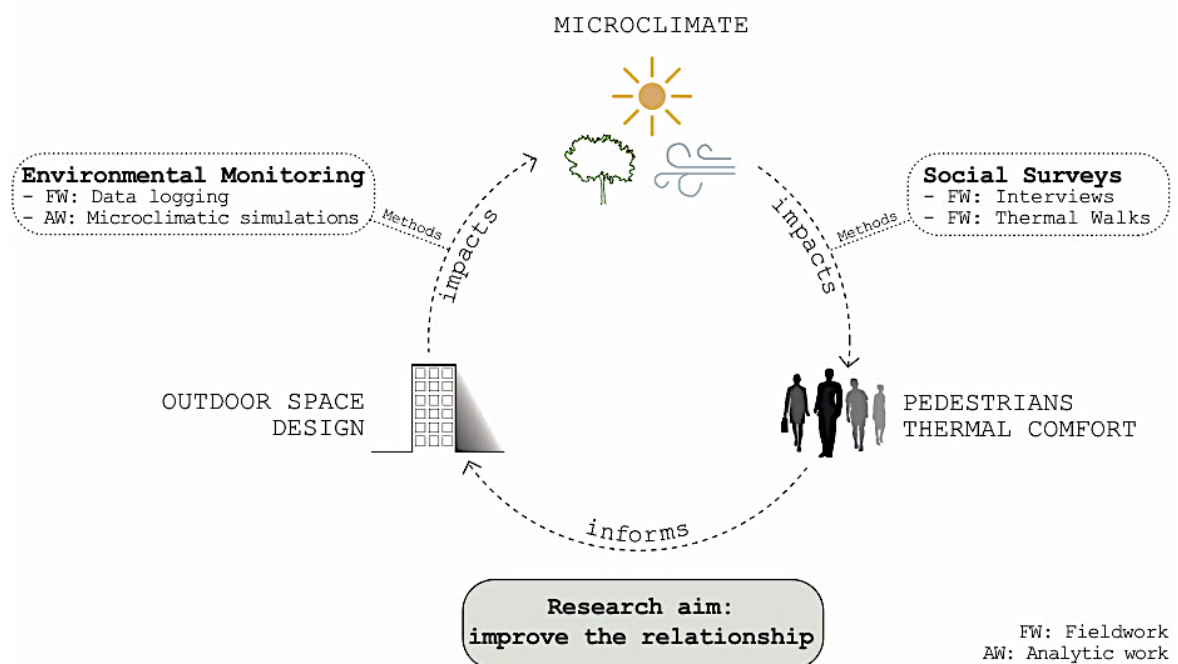 MICROCLIMATE
Environmental Monitoring
- FW: Data logging
- AW: Microclimatic simulations
Methods
impacts
Social Surveys
- FW: Interviews
- FW: Thermal Walks
Methods
impacts
OUTDOOR SPACE
DESIGN
PEDESTRIANS
THERMAL COMFORT
informs
Research aim:
improve the relationship
FW: Fieldwork
AW: Analytic work